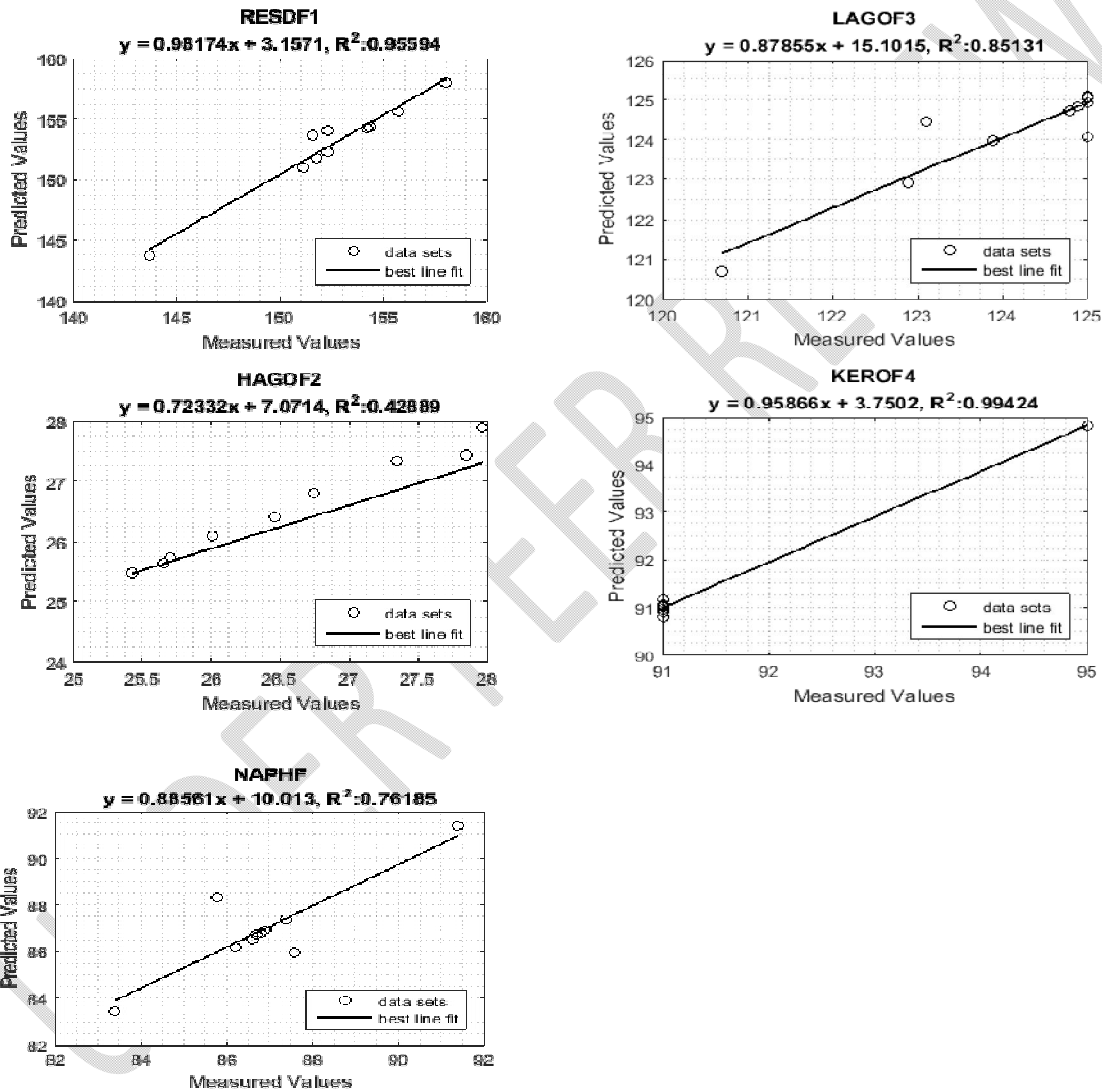 RESDF1
y = 0.98174x + 3.1571, R²:0.95594
160
155
150
145
140
Predicted Values
data sets
best line fit
140 145 150 155 160
Measured Values
LAGOF3
y = 0.87855x + 15.1015, R²:0.85131
126
125
124
123
122
121
120
Predicted Values
data sets
best line fit
120 121 122 123 124 125
Measured Values
HAGOF2
y = 0.72332x + 7.0714, R²:0.42889
28
27
26
25
24
Predicted Values
data sets
best line fit
25 25.5 26 26.5 27 27.5 28
Measured Values
KEROF4
y = 0.95866x + 3.7502, R²:0.99424
95
94
93
92
91
90
Predicted Values
data sets
best line fit
91 92 93 94 95
Measured Values
NAPHF
y = 0.88561x + 10.013, R²:0.76185
92
90
88
86
84
82
Predicted Values
data sets
best line fit
82 84 86 88 90 92
Measured Values